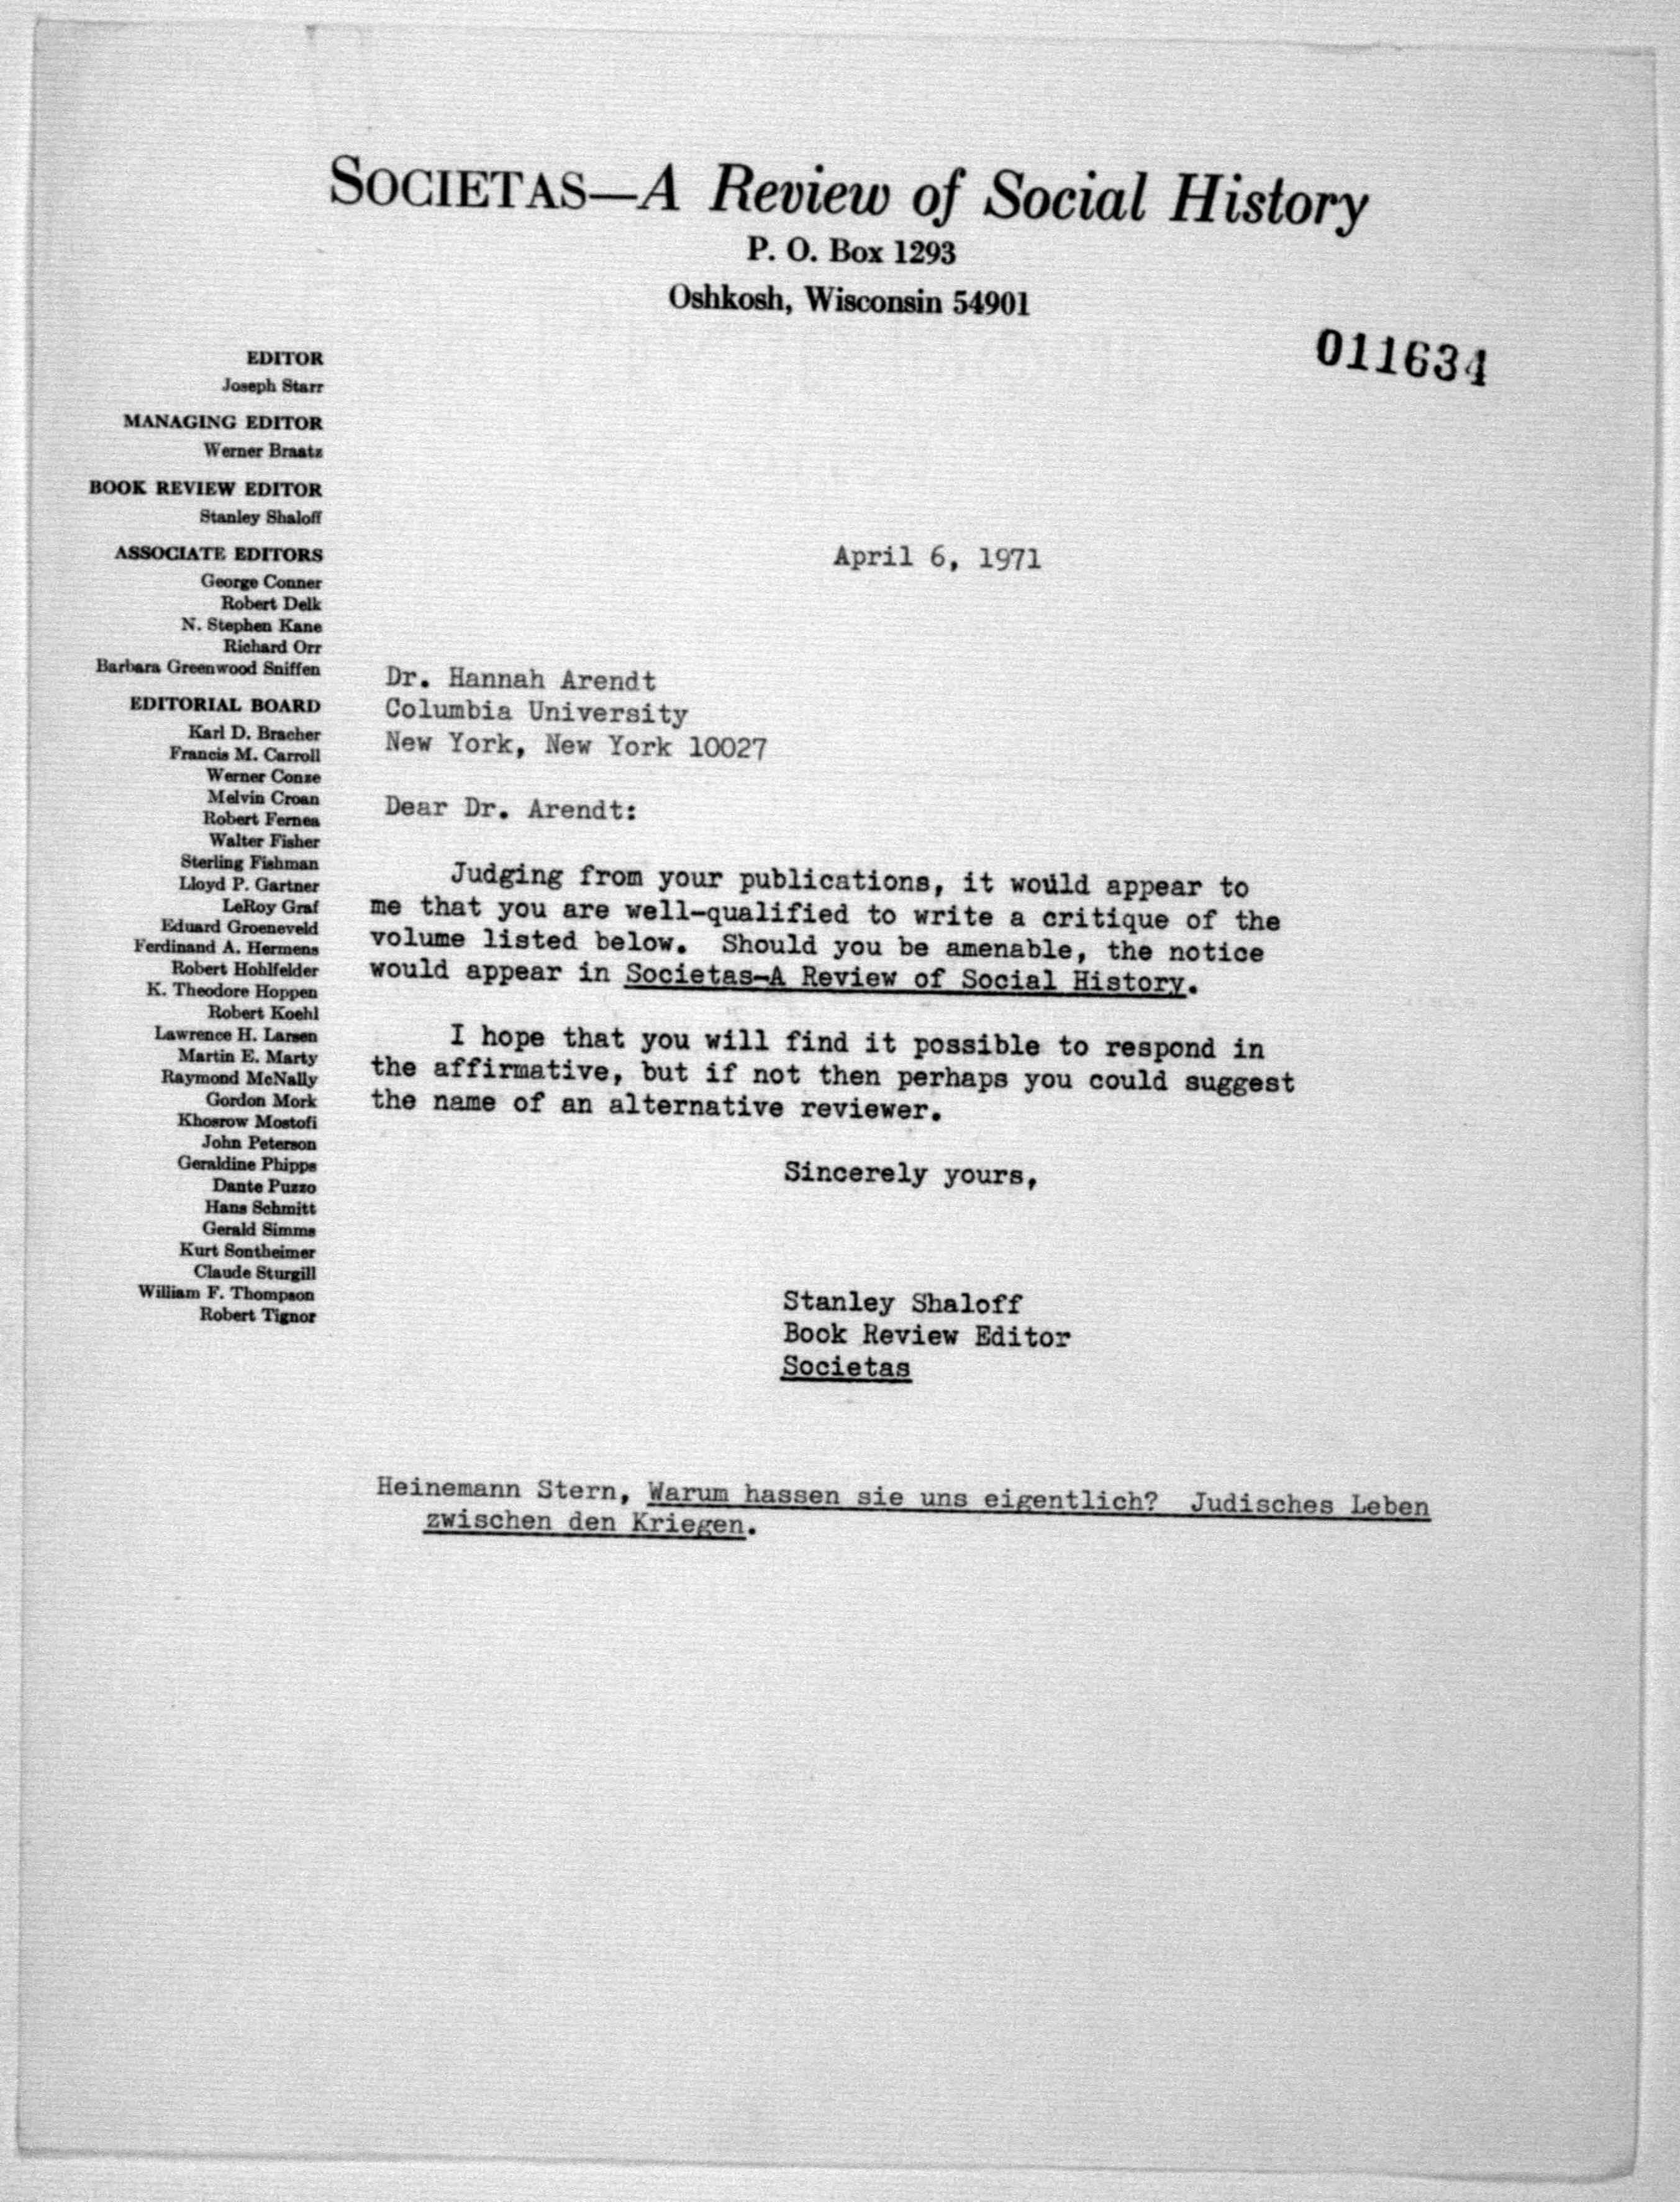 SOCIETAS—A Review of Social History
P. O. Box 1293
Oshkosh, Wisconsin 54901
011634
EDITOR
Joseph Starr
MANAGING EDITOR
Werner Braatz
BOOK REVIEW EDITOR
Stanley Shaloff
ASSOCIATE EDITORS
George Conner
Robert Delk
N. Stephen Kane
Richard Orr
Barbara Greenwood Sniffen
EDITORIAL BOARD
Karl D. Bracher
Francis M. Carroll
Werner Conze
Melvin Croan
Robert Fernea
Walter Fisher
Sterling Fishman
Lloyd P. Gartner
LeRoy Graf
Eduard Groeneveld
Ferdinand A. Hermens
Robert Hohlfelder
K. Theodore Hoppen
Robert Koehl
Lawrence H. Larsen
Martin E. Marty
Raymond McNally
Gordon Mork
Khosrow Mostofi
John Peterson
Geraldine Phipps
Dante Puzzo
Hans Schmitt
Gerald Simms
Kurt Sontheimer
Claude Sturgill
William F. Thompson
Robert Tignor
April 6, 1971
Dr. Hannah Arendt
Columbia University
New York, New York 10027
Dear Dr. Arendt:
Judging from your publications, it would appear to
me that you are well-qualified to write a critique of the
volume listed below. Should you be amenable, the notice
would appear in Societas-A Review of Social History.
I hope that you will find it possible to respond in
the affirmative, but if not then perhaps you could suggest
the name of an alternative reviewer.
Sincerely yours,
Stanley Shaloff
Book Review Editor
Societas
Heinemann Stern, Warum hassen sie uns eigentlich? Judisches Leben
zwischen den Kriegen.